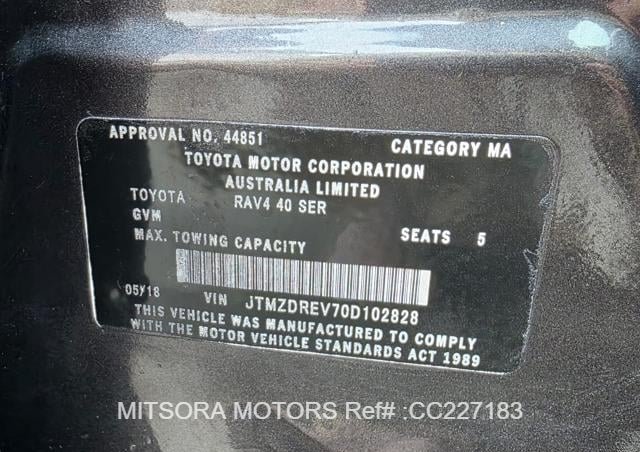 APPROVAL NO. 44851 CATEGORY MA
TOYOTA MOTOR CORPORATION
AUSTRALIA LIMITED
TOYOTA RAV4 40 SER
GVM
MAX. TOWING CAPACITY SEATS 5
05/18 VIN JTMZDREV70D102828
THIS VEHICLE WAS MANUFACTURED TO COMPLY
WITH THE MOTOR VEHICLE STANDARDS ACT 1989
MITSORA MOTORS Ref# :CC227183